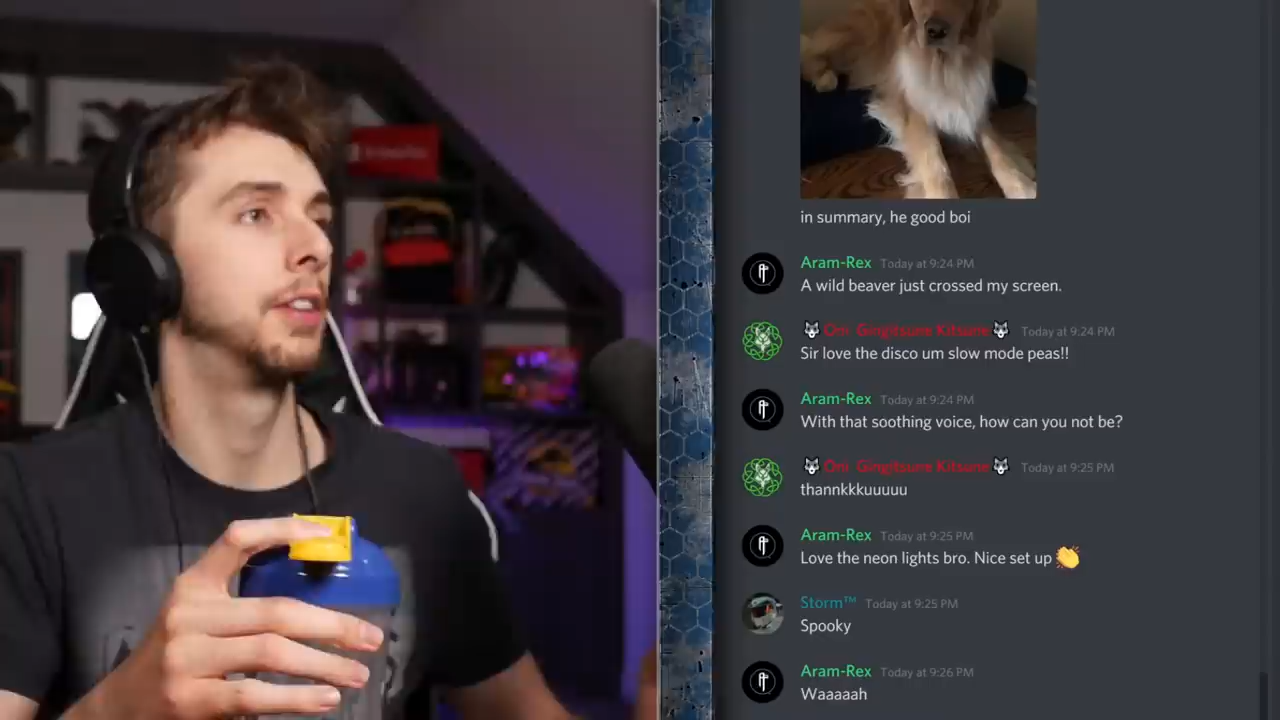 in summary, he good boi
Aram-Rex Today at 9:24 PM
A wild beaver just crossed my screen.
🐺Oni Gingitsune Kitsune🐺 Today at 9:24 PM
Sir love the disco um slow mode peas!!
Aram-Rex Today at 9:24 PM
With that soothing voice, how can you not be?
🐺Oni Gingitsune Kitsune🐺 Today at 9:25 PM
thannkkkuuuuu
Aram-Rex Today at 9:25 PM
Love the neon lights bro. Nice set up 👏
Storm™ Today at 9:25 PM
Spooky
Aram-Rex Today at 9:26 PM
Waaaaah